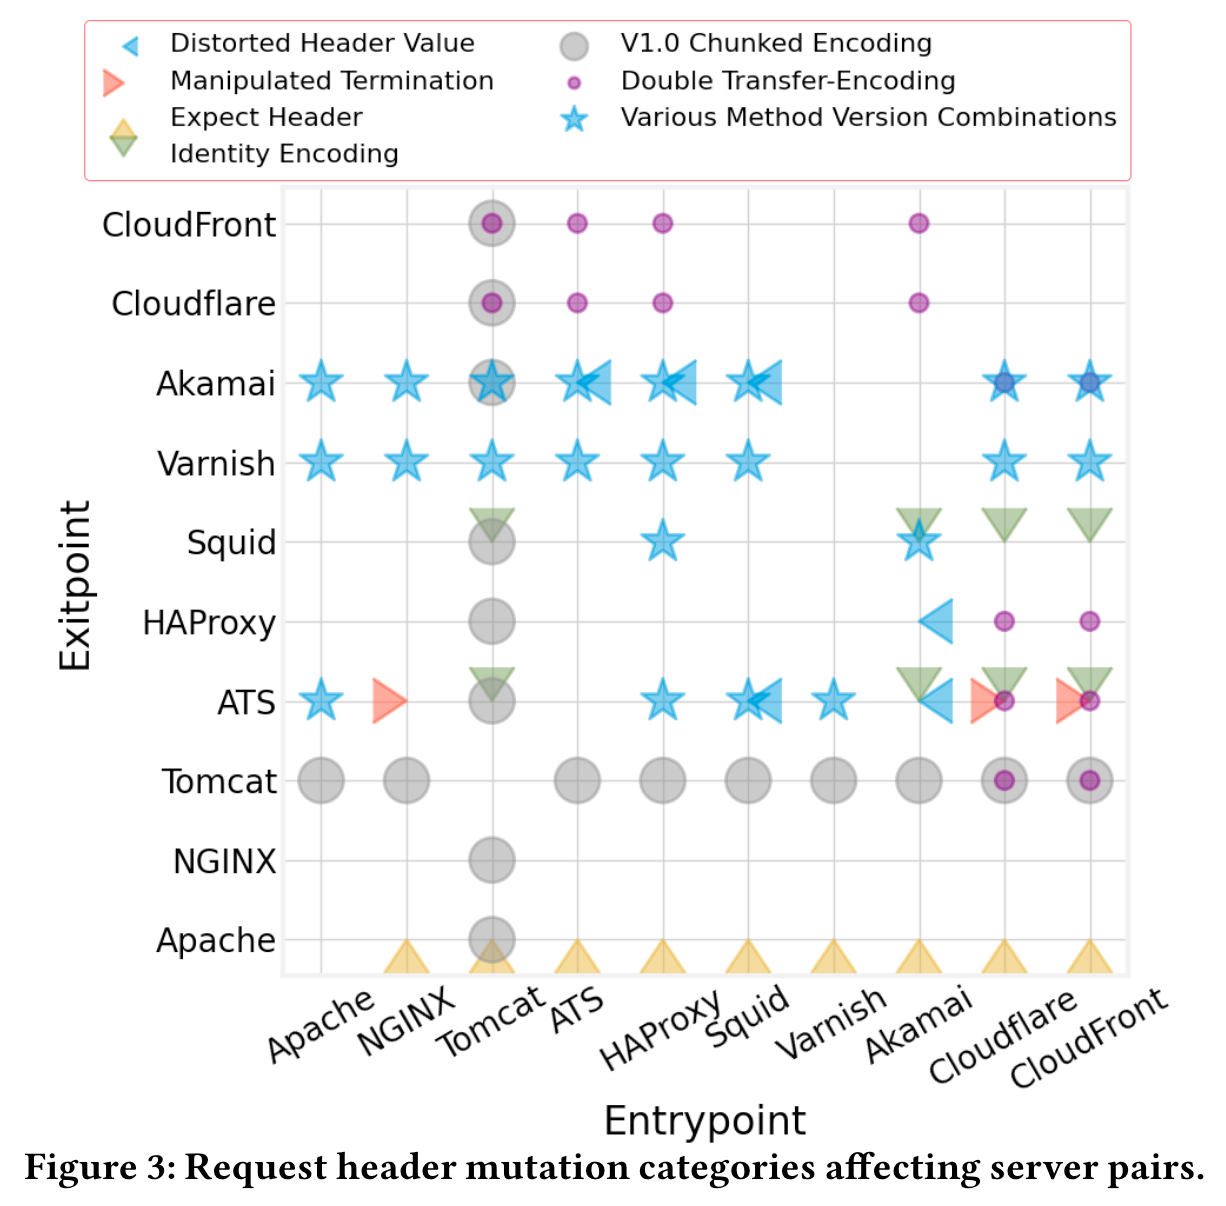 Distorted Header Value
Manipulated Termination
Expect Header
Identity Encoding
V1.0 Chunked Encoding
Double Transfer-Encoding
Various Method Version Combinations
CloudFront
Cloudflare
Akamai
Varnish
Squid
HAProxy
ATS
Tomcat
NGINX
Apache
Exitpoint
Apache
NGINX
Tomcat
ATS
HAProxy
Squid
Varnish
Akamai
Cloudflare
CloudFront
Entrypoint
Figure 3: Request header mutation categories affecting server pairs.